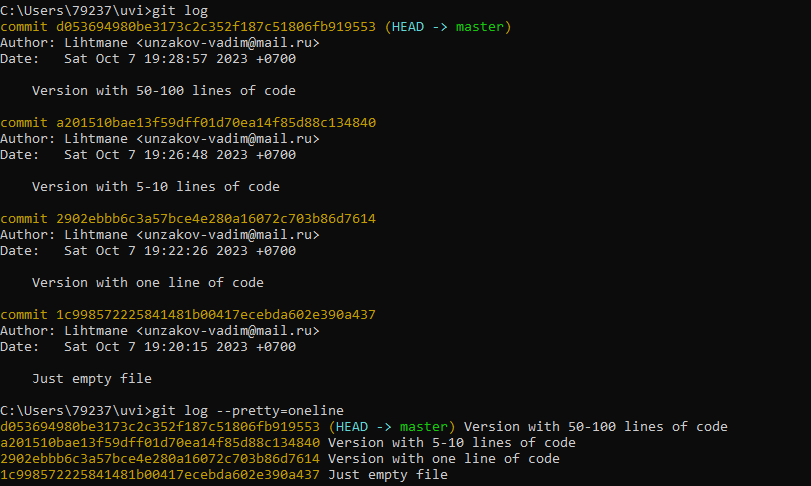 C:\Users\79237\uvi>git log
commit d053694980be3173c2c352f187c51806fb919553 (HEAD -> master)
Author: Lihtmane <unzakov-vadim@mail.ru>
Date:   Sat Oct 7 19:28:57 2023 +0700
Version with 50-100 lines of code
commit a201510bae13f59dff01d70ea14f85d88c134840
Author: Lihtmane <unzakov-vadim@mail.ru>
Date:   Sat Oct 7 19:26:48 2023 +0700
Version with 5-10 lines of code
commit 2902ebbb6c3a57bce4e280a16072c703b86d7614
Author: Lihtmane <unzakov-vadim@mail.ru>
Date:   Sat Oct 7 19:22:26 2023 +0700
Version with one line of code
commit 1c998572225841481b00417ecebda602e390a437
Author: Lihtmane <unzakov-vadim@mail.ru>
Date:   Sat Oct 7 19:20:15 2023 +0700
Just empty file
C:\Users\79237\uvi>git log --pretty=oneline
d053694980be3173c2c352f187c51806fb919553 (HEAD -> master) Version with 50-100 lines of code
a201510bae13f59dff01d70ea14f85d88c134840 Version with 5-10 lines of code
2902ebbb6c3a57bce4e280a16072c703b86d7614 Version with one line of code
1c998572225841481b00417ecebda602e390a437 Just empty file